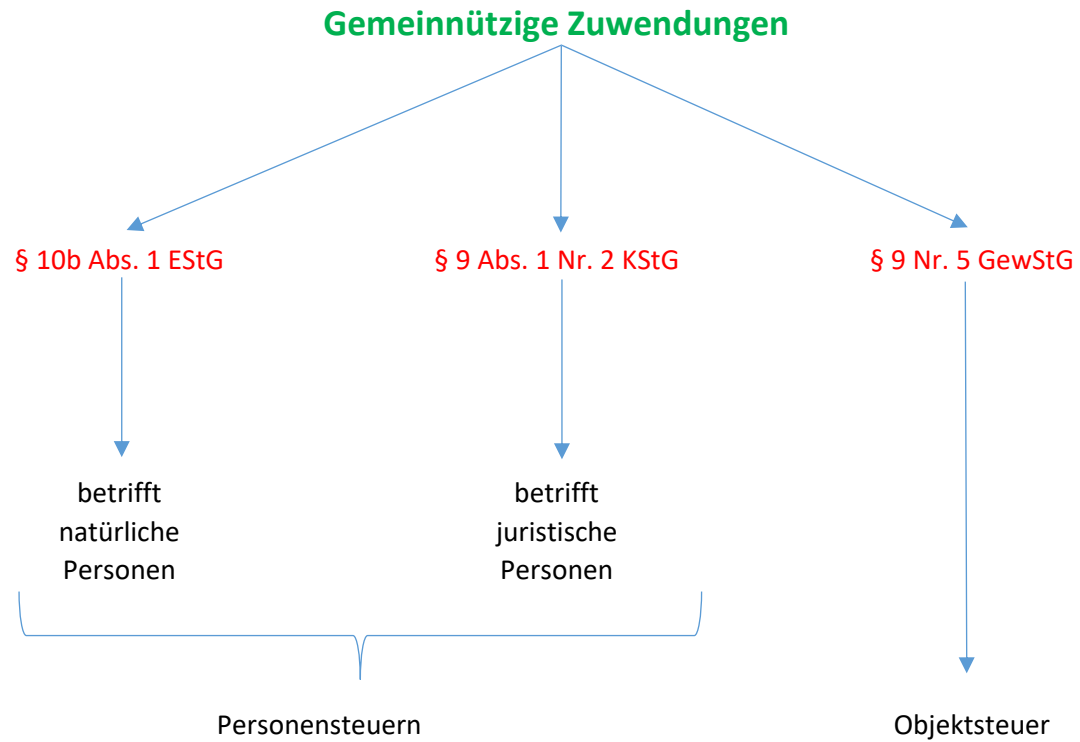 Gemeinnützige Zuwendungen
§ 10b Abs. 1 EStG
§ 9 Abs. 1 Nr. 2 KStG
§ 9 Nr. 5 GewStG
betrifft
natürliche
Personen
betrifft
juristische
Personen
Personensteuern
Objektsteuer